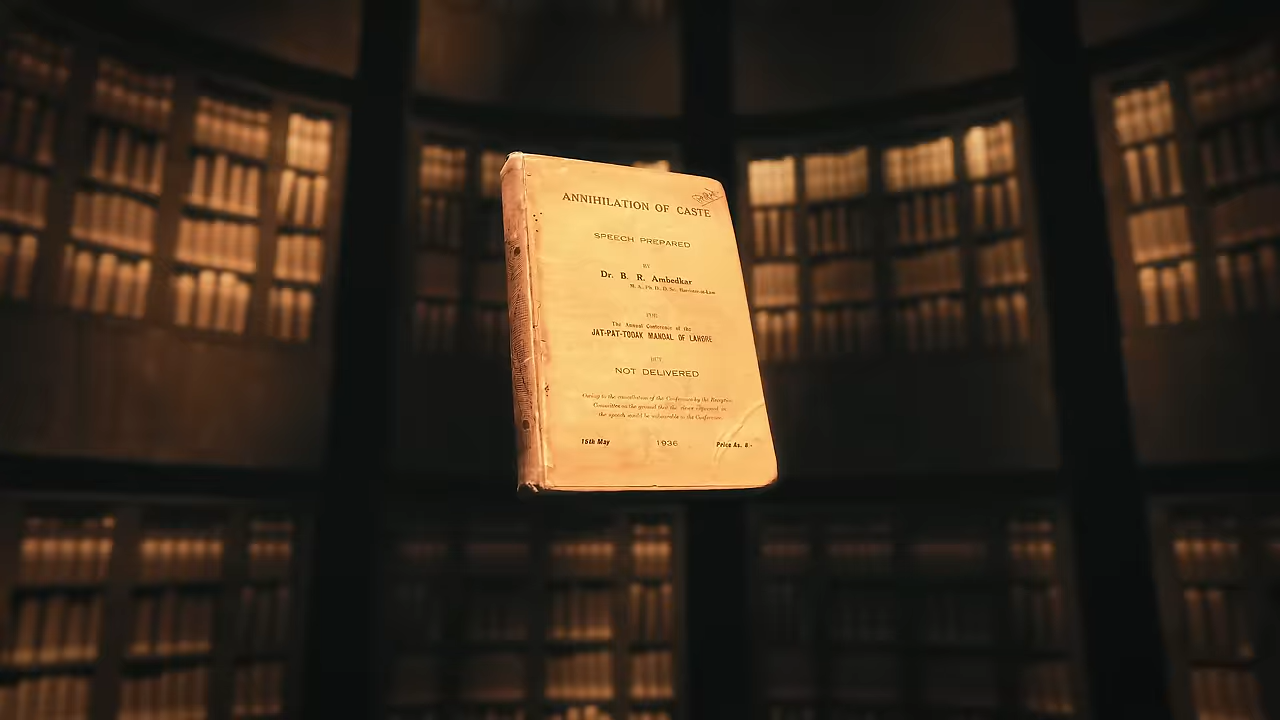 ANNIHILATION OF CASTE
SPEECH PREPARED
BY
Dr. B. R. Ambedkar
M. A., Ph. D., D. Sc., Barrister-at-Law
FOR
The Annual Conference of the
JAT-PAT-TODAK MANDAL OF LAHORE
BUT
NOT DELIVERED
Owing to the cancellation of the Conference by the Reception
Committee on the ground that the views expressed in
the speech would be unbearable to the Conference
15th May 1936 Price As. 8/-